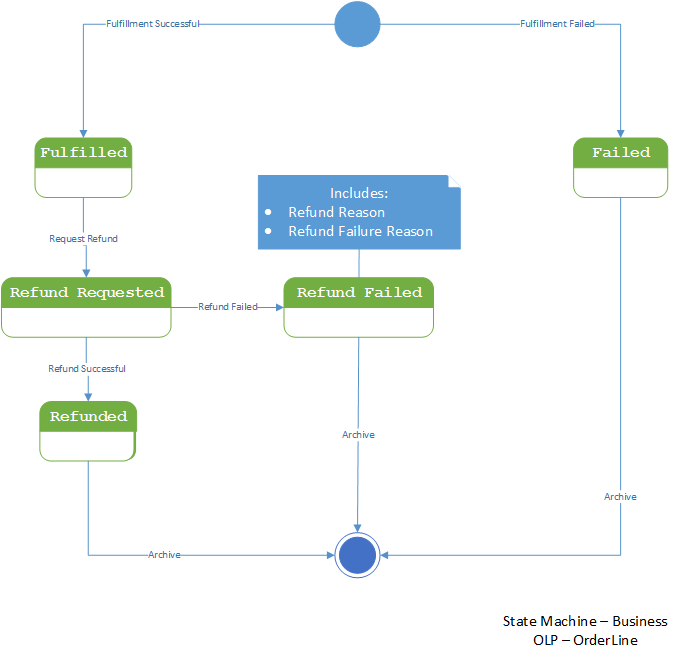 Fulfillment Successful
Fulfillment Failed
Fulfilled
Failed
Includes:
● Refund Reason
● Refund Failure Reason
Request Refund
Refund Requested
Refund Failed
Refund Failed
Refund Successful
Refunded
Archive
Archive
Archive
State Machine – Business
OLP – OrderLine